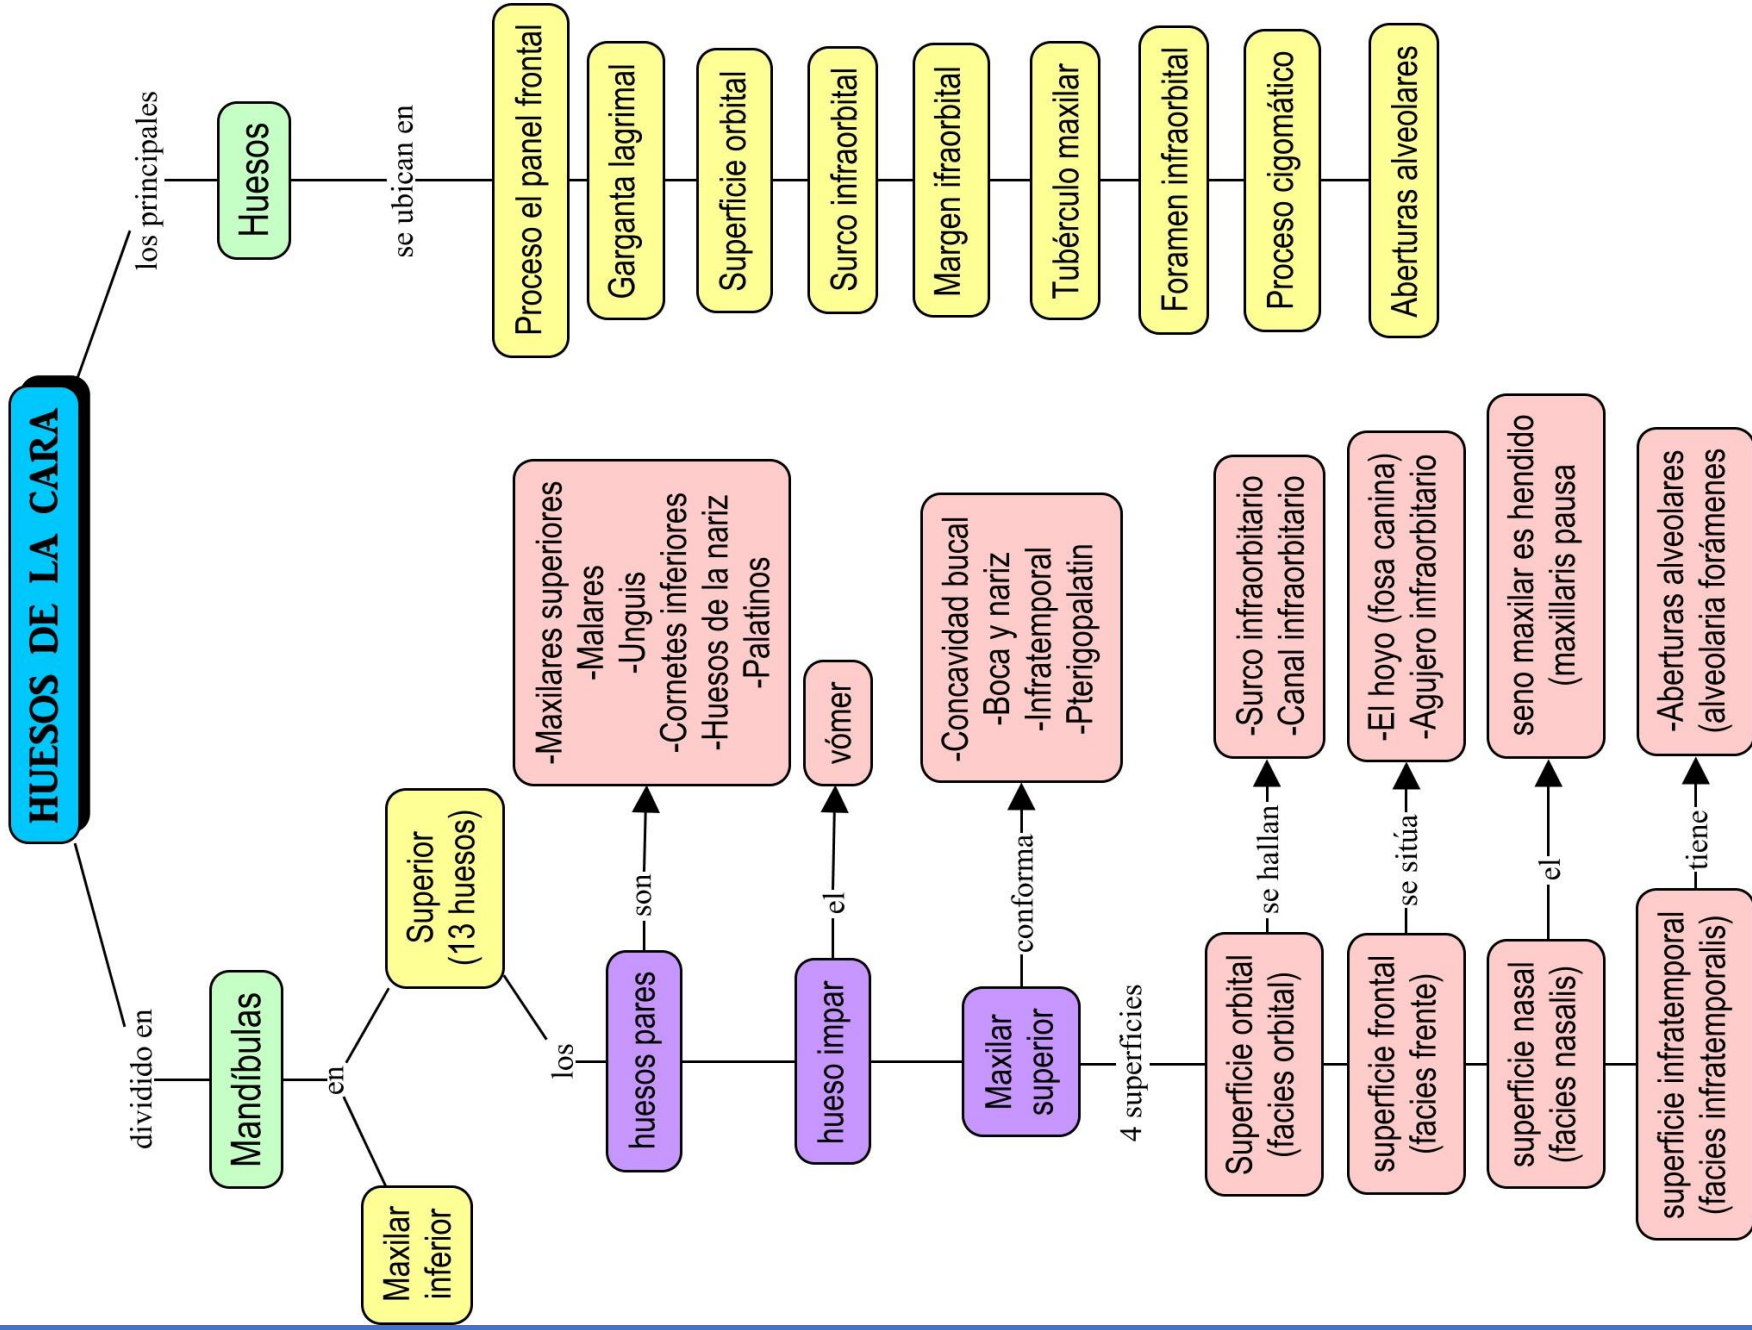 HUESOS DE LA CARA
dividido en
Mandíbulas
en
Maxilar
inferior
Superior
(13 huesos)
los
huesos pares
son
-Maxilares superiores
-Malares
-Unguis
-Cornetes inferiores
-Huesos de la nariz
-Palatinos
hueso impar
el
vómer
Maxilar
superior
conforma
-Concavidad bucal
-Boca y nariz
-Infratemporal
-Pterigopalatin
4 superficies
Superficie orbital
(facies orbital)
se hallan
-Surco infraorbitario
-Canal infraorbitario
superficie frontal
(facies frente)
se sitúa
-El hoyo (fosa canina)
-Agujero infraorbitario
superficie nasal
(facies nasalis)
el
seno maxilar es hendido
(maxillaris pausa
superficie infratemporal
(facies infratemporalis)
tiene
-Aberturas alveolares
(alveolaria forámenes
los principales
Huesos
se ubican en
Proceso el panel frontal
Garganta lagrimal
Superficie orbital
Surco infraorbital
Margen ifraorbital
Tubérculo maxilar
Foramen infraorbital
Proceso cigomático
Aberturas alveolares